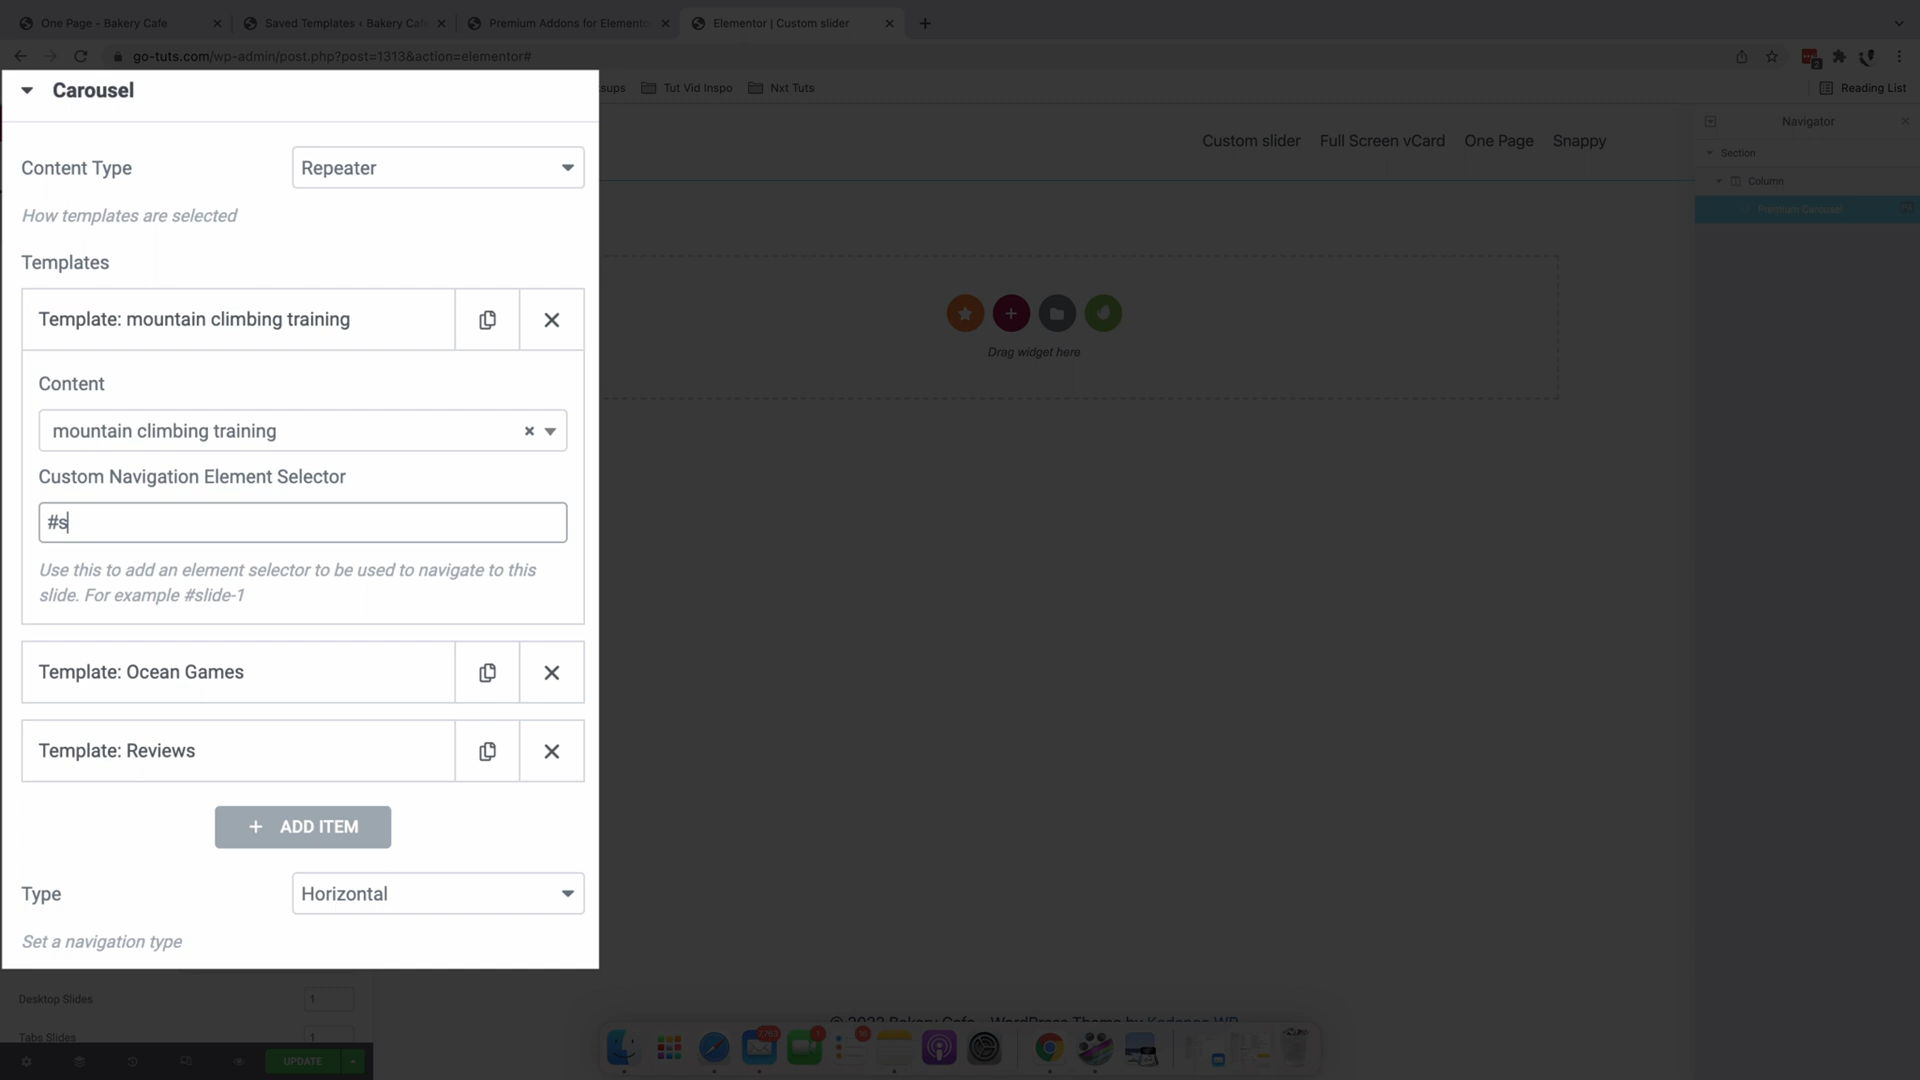 One Page - Bakery Cafe
Saved Templates ‹ Bakery Cafe
Premium Addons for Elemento
Elementor | Custom slider
go-tuts.com/wp-admin/post.php?post=1313&action=elementor#
2
Tut Vid Inspo
Nxt Tuts
Reading List
Carousel
Custom slider
Full Screen vCard
One Page
Snappy
Navigator
Section
Column
Premium Carousel
Content Type
Repeater
How templates are selected
Templates
Template: mountain climbing training
Content
mountain climbing training
Custom Navigation Element Selector
#s
Use this to add an element selector to be used to navigate to this
slide. For example #slide-1
Template: Ocean Games
Template: Reviews
+ ADD ITEM
Type
Horizontal
Set a navigation type
Drag widget here
Desktop Slides
1
Tabs Slides
1
UPDATE
© 2022 Bakery Cafe - WordPress Theme by Kadence WP